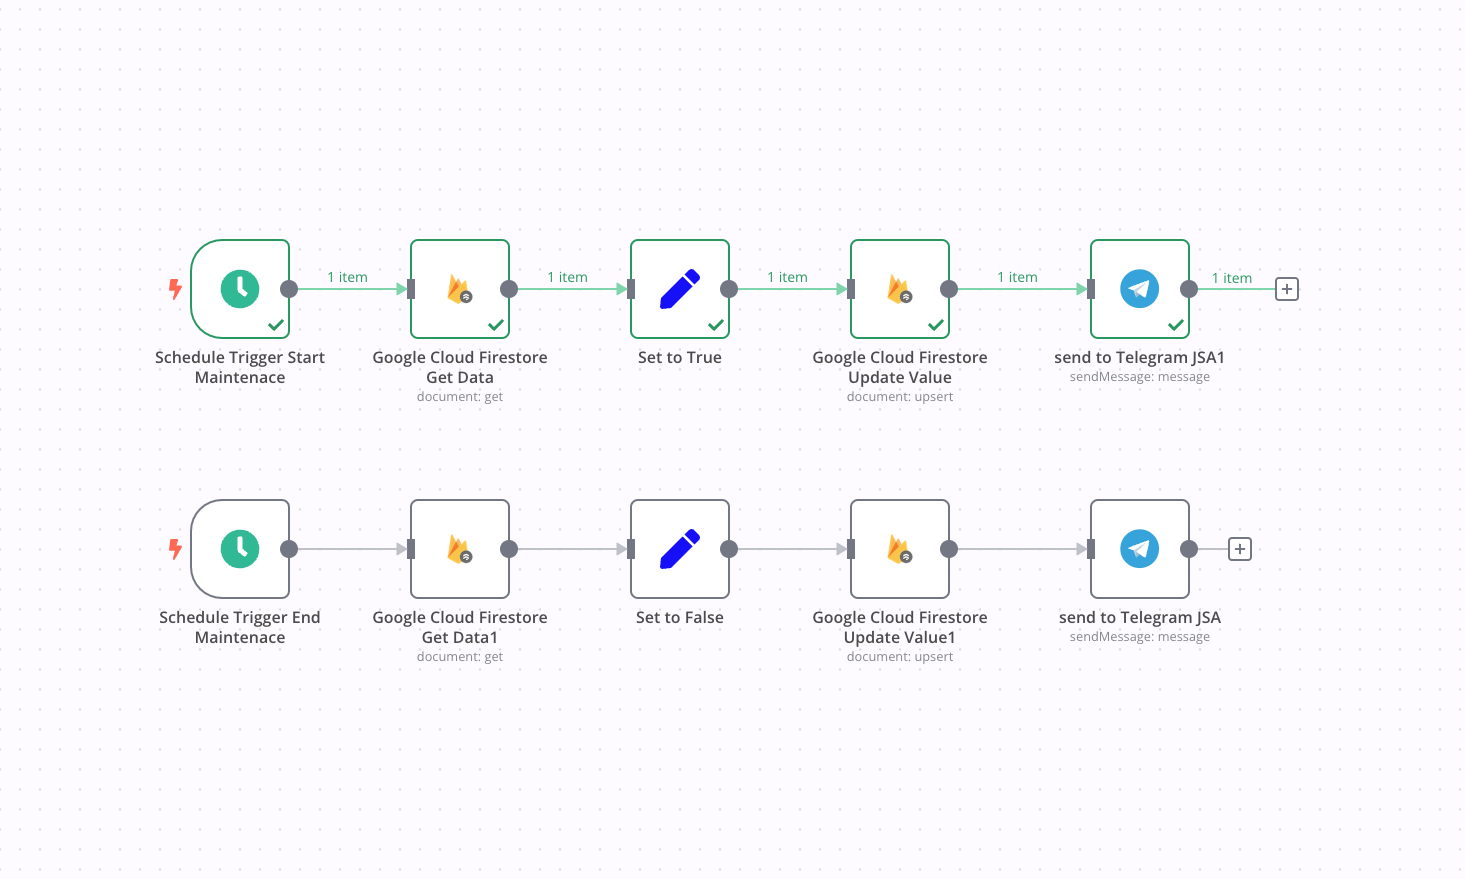 1 item
1 item
1 item
1 item
1 item
Schedule Trigger Start
Maintenace
Google Cloud Firestore
Get Data
document: get
Set to True
Google Cloud Firestore
Update Value
document: upsert
send to Telegram JSA1
sendMessage: message
Schedule Trigger End
Maintenace
Google Cloud Firestore
Get Data1
document: get
Set to False
Google Cloud Firestore
Update Value1
document: upsert
send to Telegram JSA
sendMessage: message